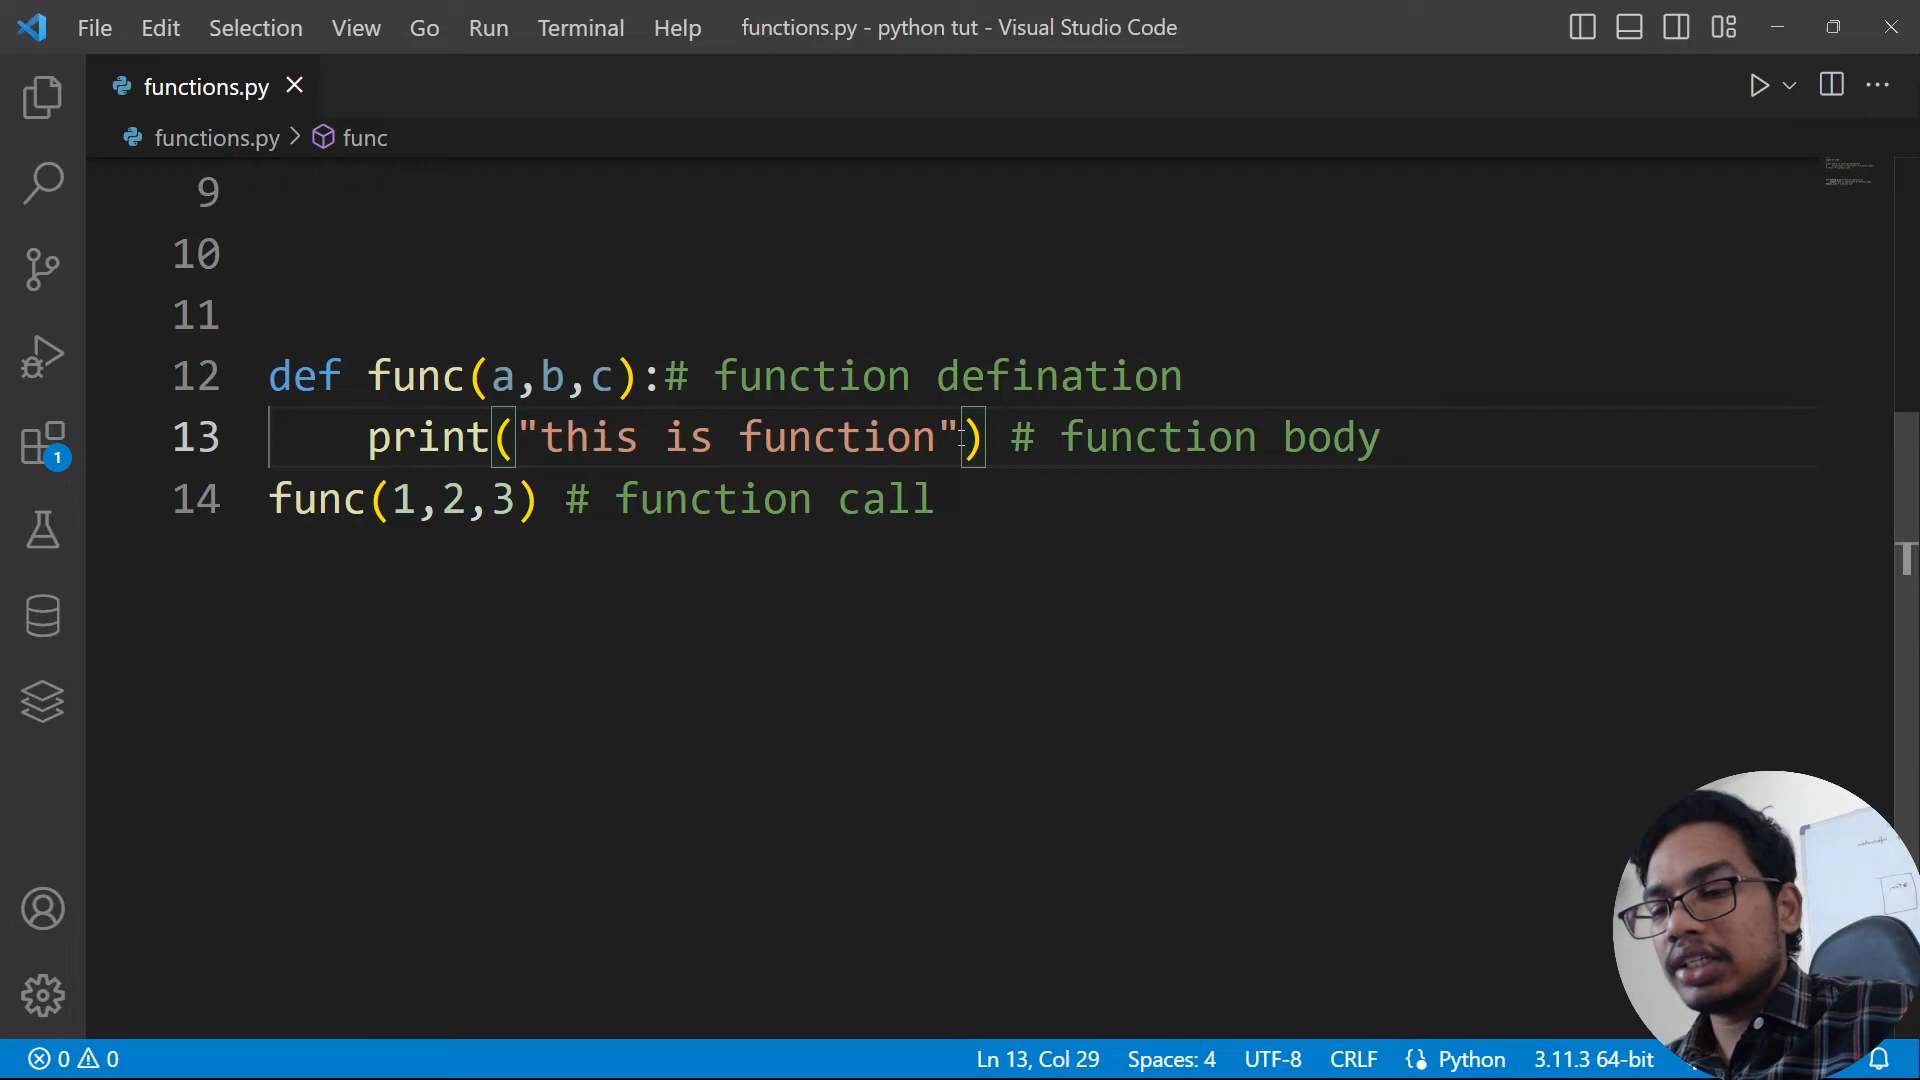 File Edit Selection View Go Run Terminal Help functions.py - python tut - Visual Studio Code
functions.py
functions.py > func
9
10
11
12 def func(a,b,c):# function defination
13 print("this is function") # function body
14 func(1,2,3) # function call
1
0 0 Ln 13, Col 29 Spaces: 4 UTF-8 CRLF Python 3.11.3 64-bit